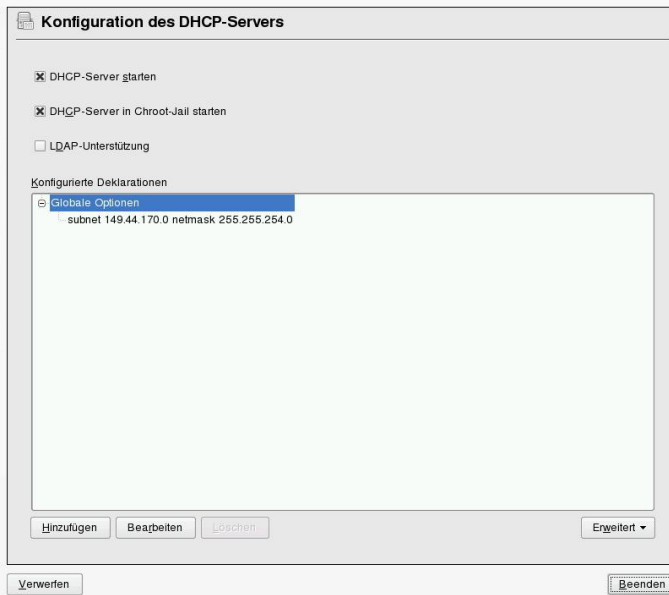 Konfiguration des DHCP-Servers
DHCP-Server starten
DHCP-Server in Chroot-Jail starten
LDAP-Unterstützung
Konfigurierte Deklarationen
Globale Optionen
subnet 149.44.170.0 netmask 255.255.254.0
Hinzufügen Bearbeiten Löschen Erweitert
Verwerfen Beenden